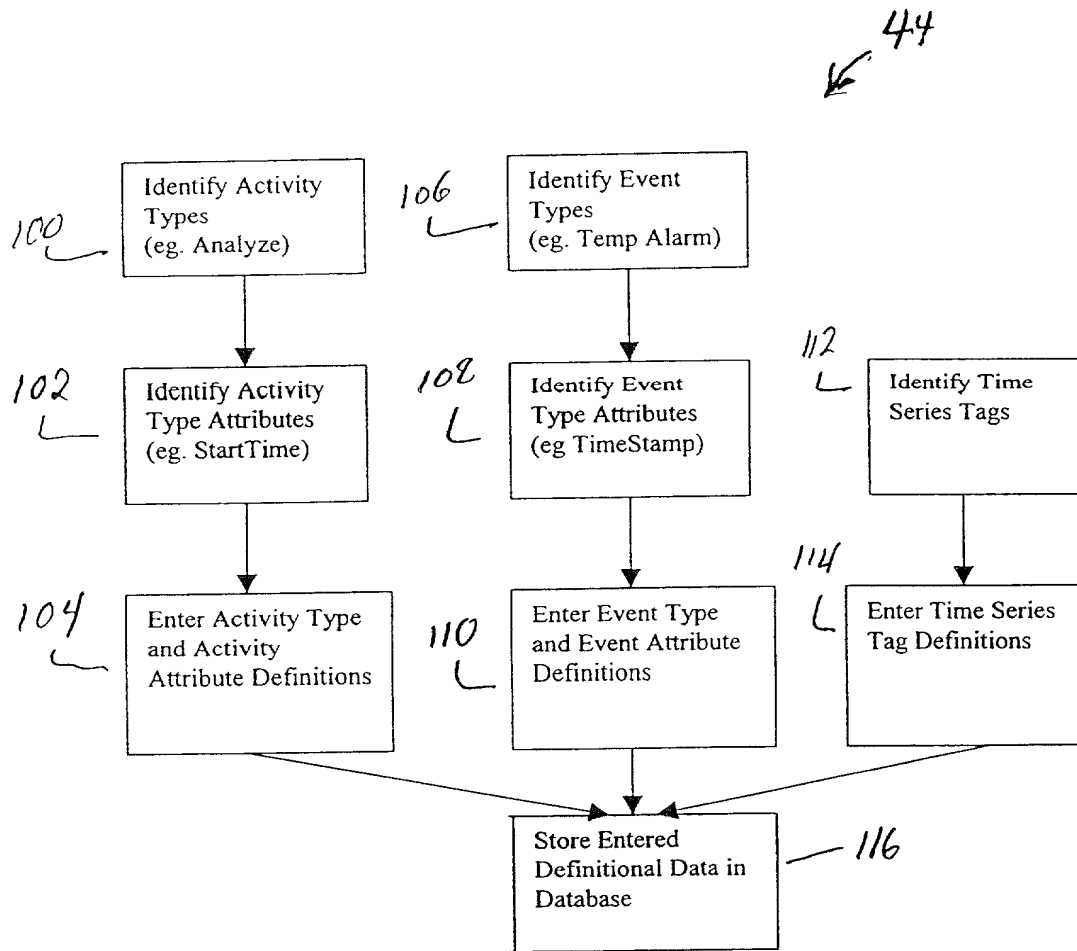 44
100
Identify Activity
Types
(eg. Analyze)
106
Identify Event
Types
(eg. Temp Alarm)
102
Identify Activity
Type Attributes
(eg. StartTime)
108
Identify Event
Type Attributes
(eg TimeStamp)
112
Identify Time
Series Tags
104
Enter Activity Type
and Activity
Attribute Definitions
110
Enter Event Type
and Event Attribute
Definitions
114
Enter Time Series
Tag Definitions
Store Entered
Definitional Data in
Database
116